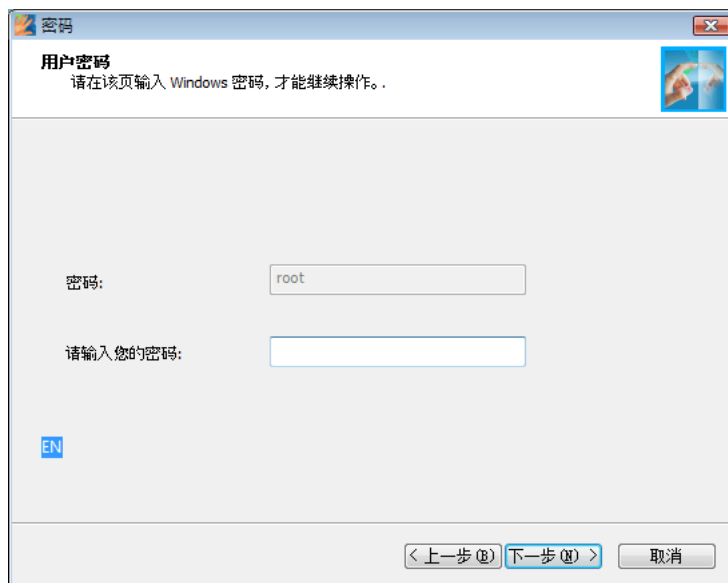 密码
用户密码
请在该页输入 Windows 密码, 才能继续操作。.
密码:
root
请输入您的密码:
EN
< 上一步(B)
下一步(N) >
取消